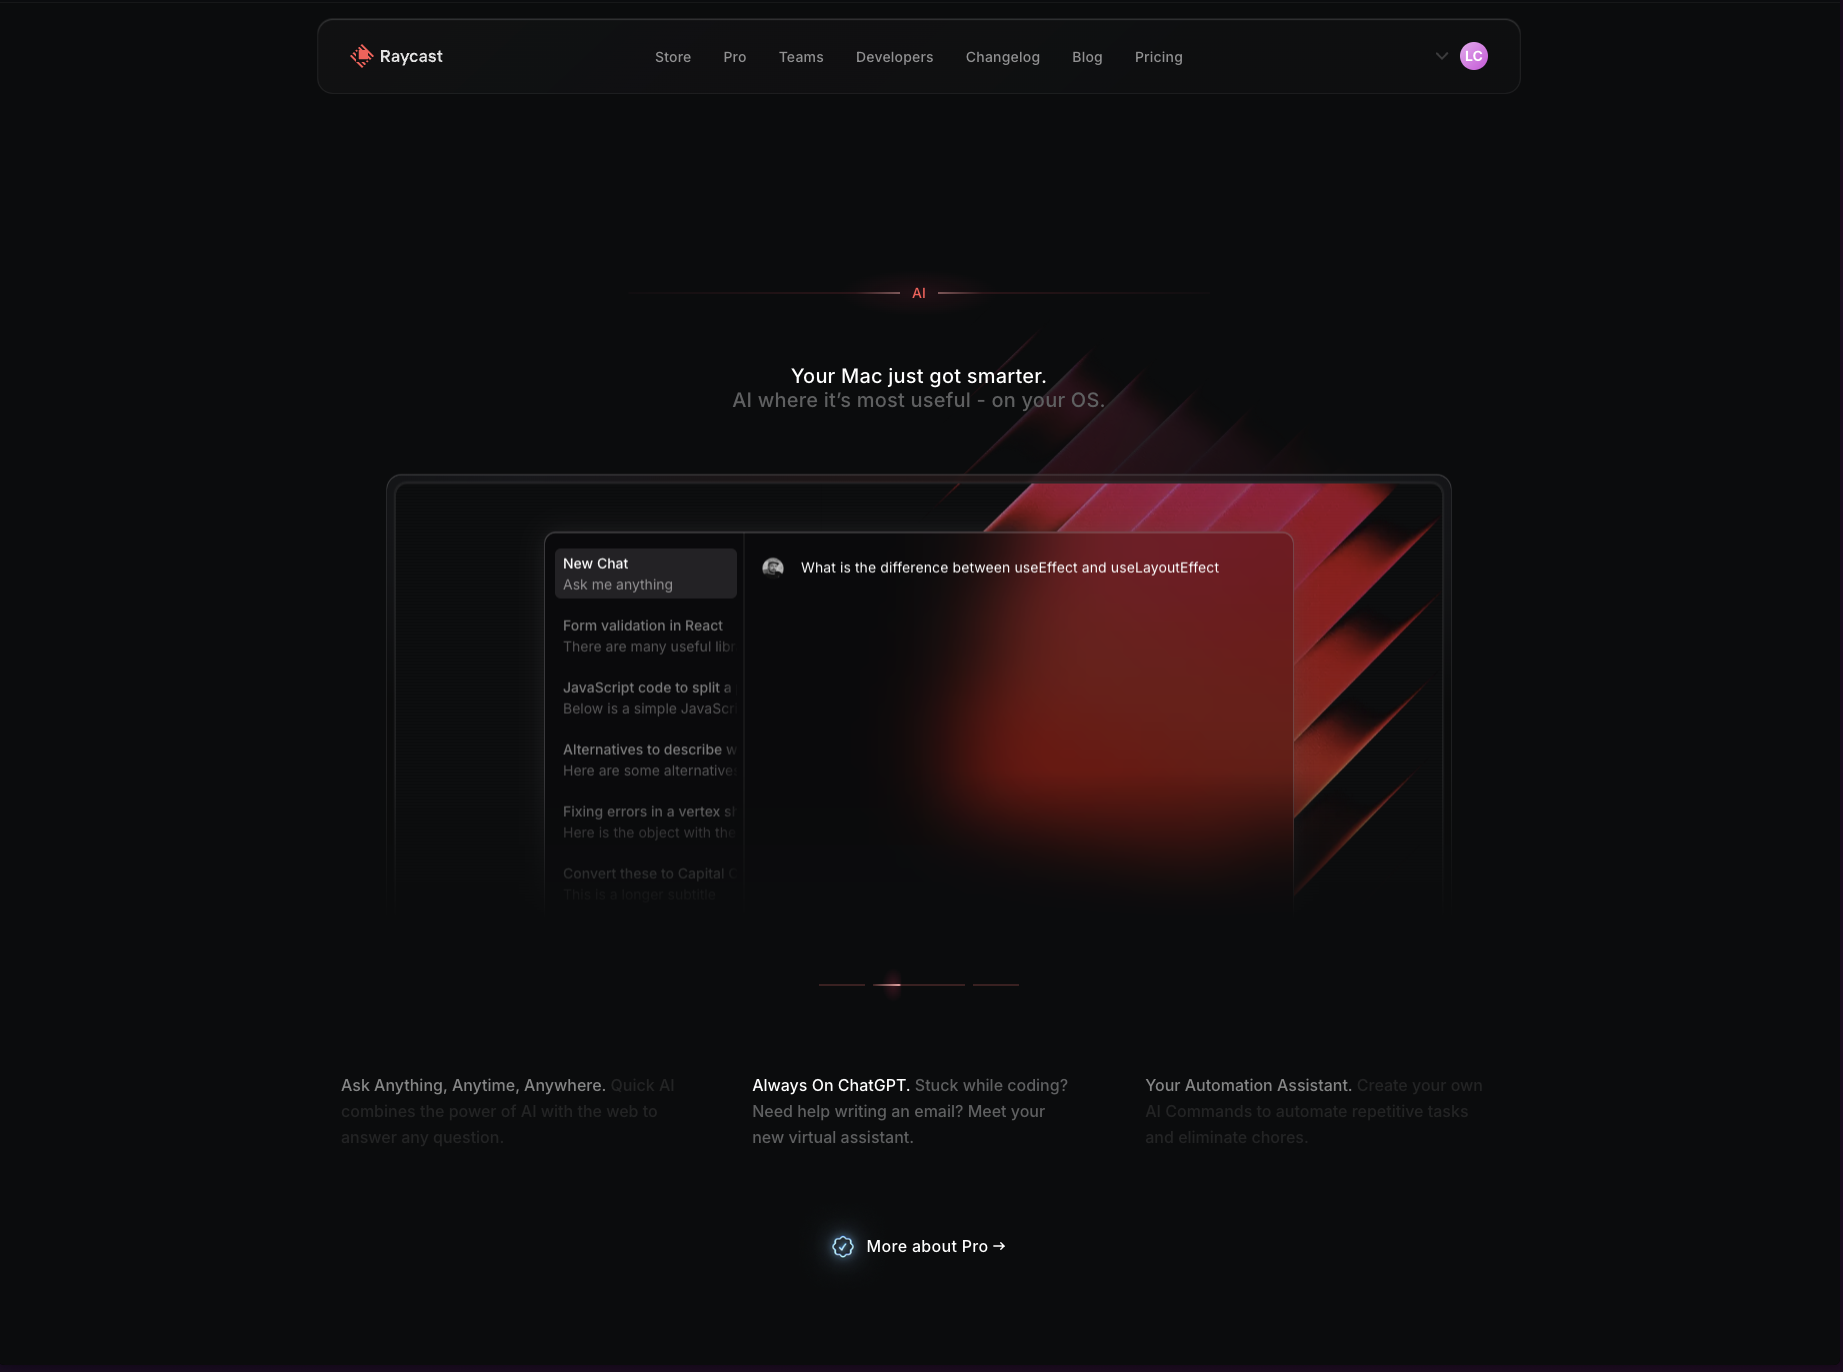 Raycast
Store
Pro
Teams
Developers
Changelog
Blog
Pricing
LC
AI
Your Mac just got smarter.
AI where it’s most useful - on your OS.
New Chat
Ask me anything
Form validation in React
There are many useful libr
JavaScript code to split a
Below is a simple JavaScri
Alternatives to describe w
Here are some alternatives
Fixing errors in a vertex sh
Here is the object with the
Convert these to Capital C
This is a longer subtitle
What is the difference between useEffect and useLayoutEffect
Ask Anything, Anytime, Anywhere. Quick AI
combines the power of AI with the web to
answer any question.
Always On ChatGPT. Stuck while coding?
Need help writing an email? Meet your
new virtual assistant.
Your Automation Assistant. Create your own
AI Commands to automate repetitive tasks
and eliminate chores.
More about Pro →